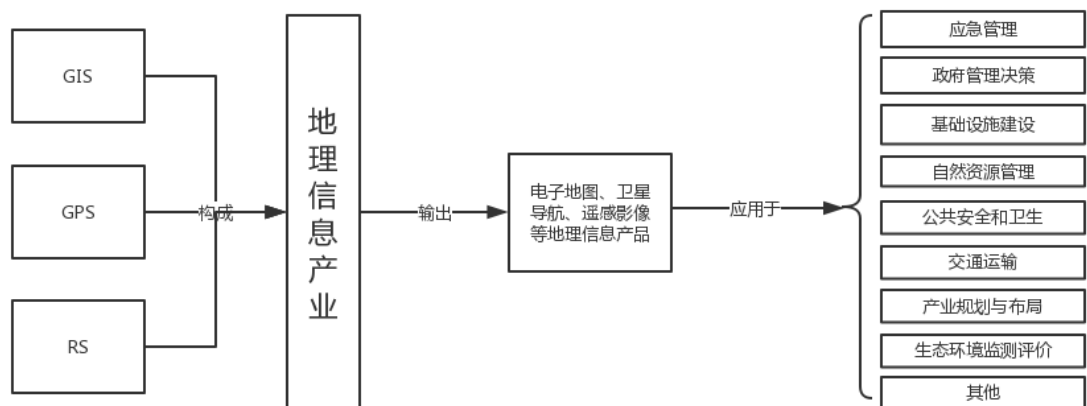 GIS
GPS
RS
构成
地
理
信
息
产
业
输出
电子地图、卫星
导航、遥感影像
等地理信息产品
应用于
应急管理
政府管理决策
基础设施建设
自然资源管理
公共安全和卫生
交通运输
产业规划与布局
生态环境监测评价
其他